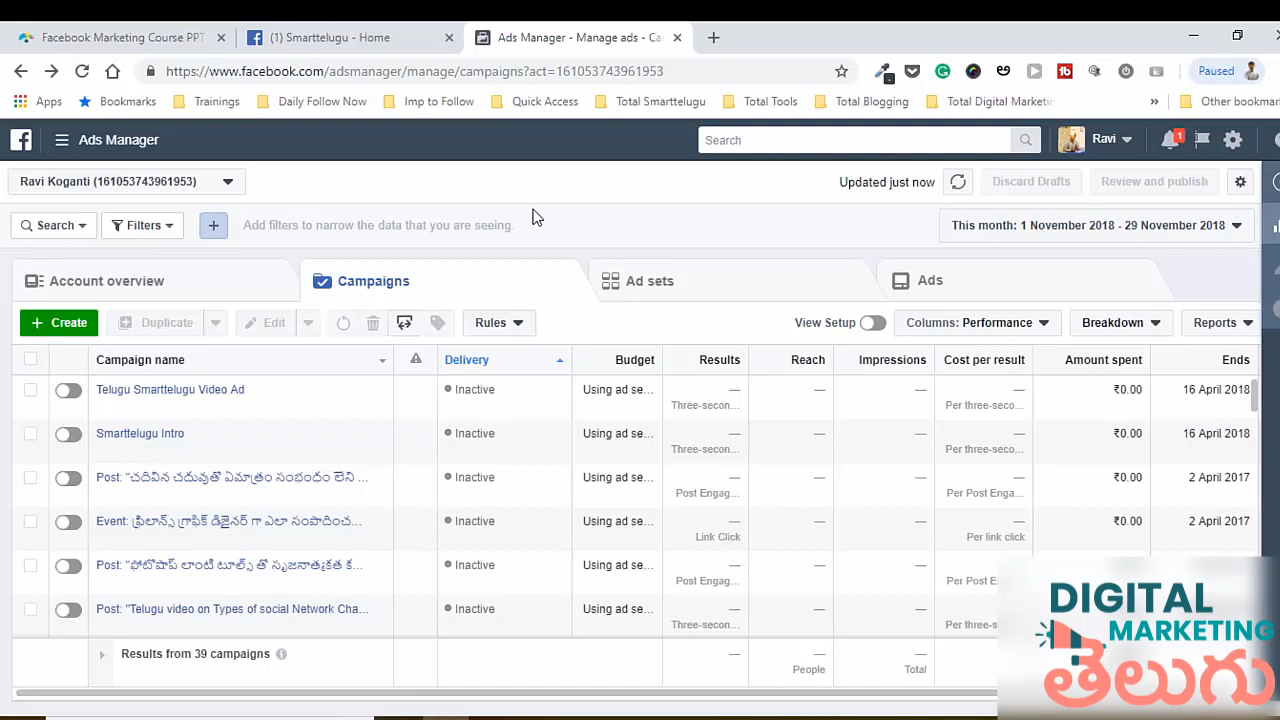 Facebook Marketing Course PPT
(1) Smarttelugu - Home
Ads Manager - Manage ads - Ca
https://www.facebook.com/adsmanager/manage/campaigns?act=161053743961953
Paused
Apps
Bookmarks
Trainings
Daily Follow Now
Imp to Follow
Quick Access
Total Smarttelugu
Total Tools
Total Blogging
Total Digital Marketi
Other bookmar
Ads Manager
Search
Ravi
1
Ravi Koganti (161053743961953)
Updated just now
Discard Drafts
Review and publish
Search
Filters
Add filters to narrow the data that you are seeing.
This month: 1 November 2018 - 29 November 2018
Account overview
Campaigns
Ad sets
Ads
+ Create
Duplicate
Edit
Rules
View Setup
Columns: Performance
Breakdown
Reports
Campaign name Delivery Budget Results Reach Impressions Cost per result Amount spent Ends
Telugu Smarttelugu Video Ad Inactive Using ad se... — — — — ₹0.00 16 April 2018
Three-secon... Per three-seco...
Smarttelugu Intro Inactive Using ad se... — — — — ₹0.00 16 April 2018
Three-secon... Per three-seco...
Post: "చదివిన చదువుతో ఏమాత్రం సంభందం లేని ... Inactive Using ad se... — — — — ₹0.00 2 April 2017
Post Engag... Per Post Enga...
Event: ఫ్రీలాన్స్ గ్రాఫిక్ డిజైనర్ గా ఎలా సంపాదించ... Inactive Using ad se... — — — — ₹0.00 2 April 2017
Link Click Per link click
Post: "ఫోటోషాప్ లాంటి టూల్స్ తో సృజనాత్మకత క... Inactive Using ad se... — — —
Post Engag... Per Post En
Post: "Telugu video on Types of social Network Cha... Inactive Using ad se... — — —
Three-secon... Per three-s
Results from 39 campaigns — — —
People Total
DIGITAL
MARKETING
తెలుగు